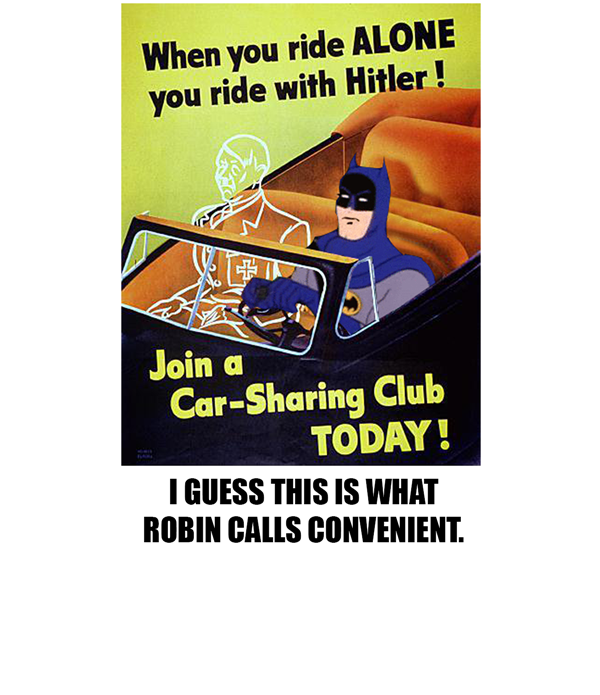 When you ride ALONE
you ride with Hitler !
Join a
Car-Sharing Club
TODAY !
I GUESS THIS IS WHAT
ROBIN CALLS CONVENIENT.